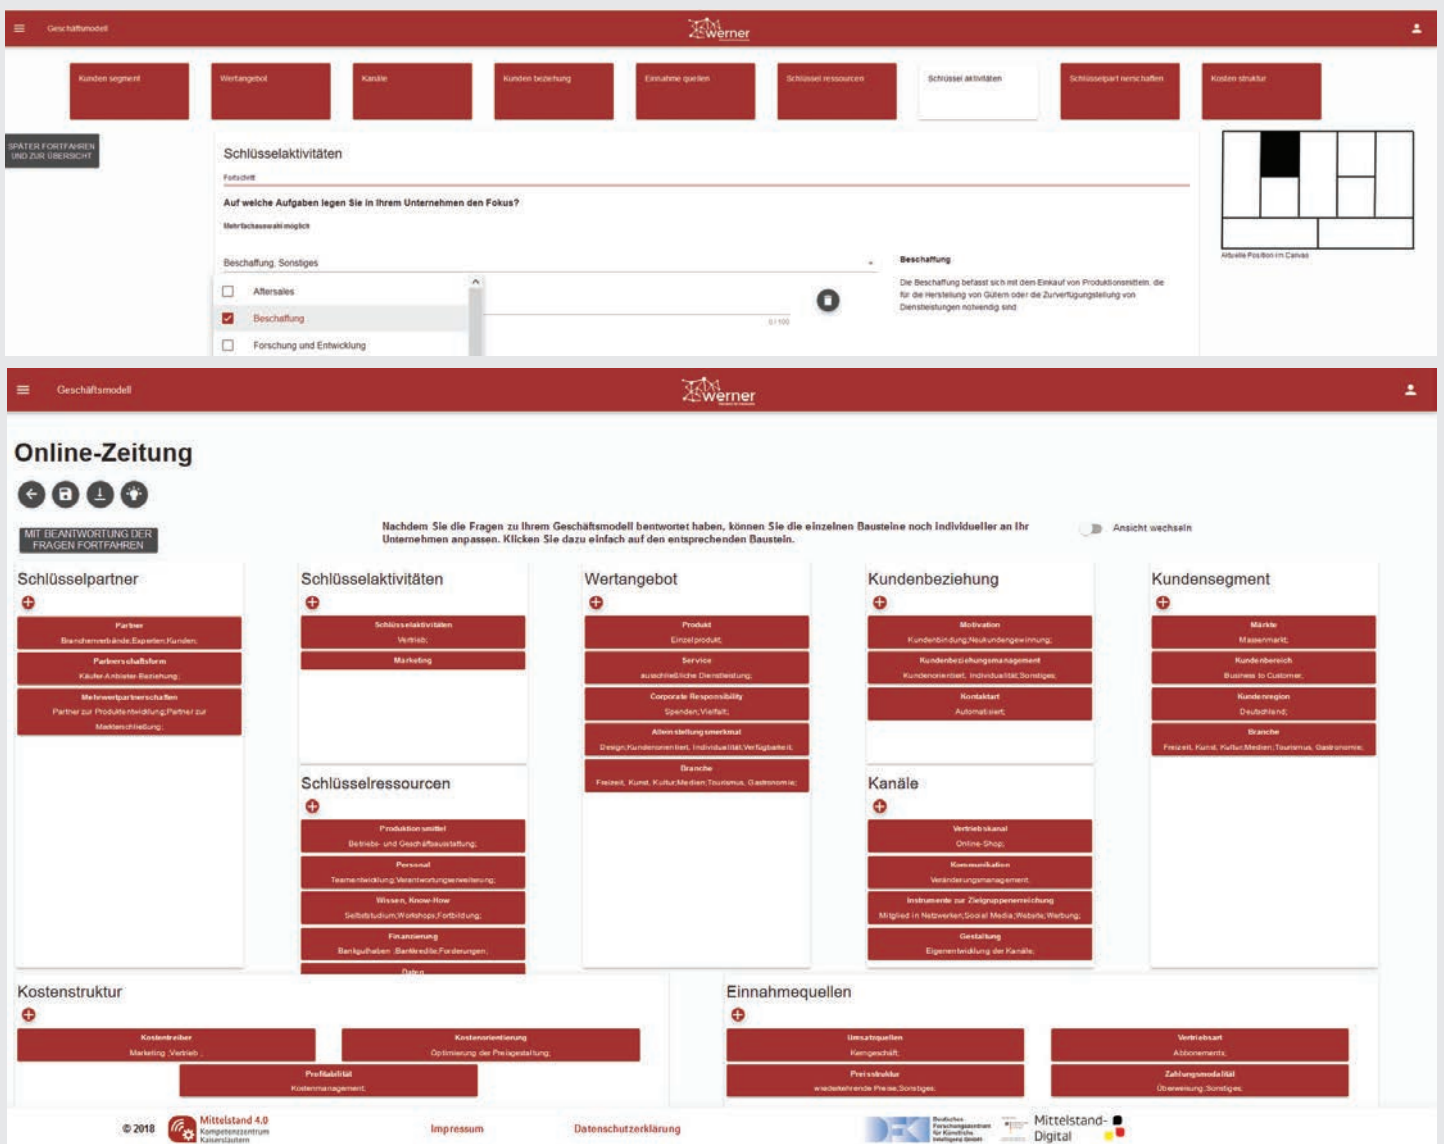 Geschäftsmodell
werner
Kunden segment
Wertangebot
Kanäle
Kunden beziehung
Einnahme quellen
Schlüssel ressourcen
Schlüssel aktivitäten
Schlüsselpart nerschaften
Kosten struktur
SPÄTER FORTFAHREN
UND ZUR ÜBERSICHT
Schlüsselaktivitäten
Fortschritt
Auf welche Aufgaben legen Sie in Ihrem Unternehmen den Fokus?
Mehrfachauswahl möglich
Beschaffung, Sonstiges
Aftersales
Beschaffung
Forschung und Entwicklung
0 / 100
Beschaffung
Die Beschaffung befasst sich mit dem Einkauf von Produktionsmitteln, die
für die Herstellung von Gütern oder die Zurverfügungstellung von
Dienstleistungen notwendig sind
Aktuelle Position im Canvas
Geschäftsmodell
werner
Online-Zeitung
MIT BEANTWORTUNG DER
FRAGEN FORTFAHREN
Nachdem Sie die Fragen zu Ihrem Geschäftsmodell bentwortet haben, können Sie die einzelnen Bausteine noch individueller an Ihr
Unternehmen anpassen. Klicken Sie dazu einfach auf den entsprechenden Baustein.
Ansicht wechseln
Schlüsselpartner
Partner
Branchenverbände;Experten;Kunden;
Partnerschaftsform
Käufer-Anbieter-Beziehung;
Mehrwertpartnerschaften
Partner zur Produktentwicklung;Partner zur
Markterschließung;
Schlüsselaktivitäten
Schlüsselaktivitäten
Vertrieb;
Marketing
Schlüsselressourcen
Produktionsmittel
Betriebs- und Geschäftsausstattung;
Personal
Teamentwicklung;Verantwortungserweiterung;
Wissen, Know-How
Selbststudium;Workshops;Fortbildung;
Finanzierung
Bankguthaben ;Bankkredite;Forderungen;
Daten
Wertangebot
Produkt
Einzelprodukt;
Service
ausschließliche Dienstleistung;
Corporate Responsibility
Spenden;Vielfalt;
Alleinstellungsmerkmal
Design;Kundenorientiert, Individualität;Verfügbarkeit;
Branche
Freizeit, Kunst, Kultur;Medien;Tourismus, Gastronomie;
Kundenbeziehung
Motivation
Kundenbindung;Neukundengewinnung;
Kundenbeziehungsmanagement
Kundenorientiert, Individualität;Sonstiges;
Kontaktart
Automatisiert;
Kanäle
Vertriebskanal
Online-Shop;
Kommunikation
Veränderungsmanagement;
Instrumente zur Zielgruppenerreichung
Mitglied in Netzwerken;Social Media;Website;Werbung;
Gestaltung
Eigenentwicklung der Kanäle;
Kundensegment
Märkte
Massenmarkt;
Kundenbereich
Business to Customer;
Kundenregion
Deutschland;
Branche
Freizeit, Kunst, Kultur;Medien;Tourismus, Gastronomie;
Kostenstruktur
Kostentreiber
Marketing ;Vertrieb ;
Kostenorientierung
Optimierung der Preisgestaltung;
Profitabilität
Kostenmanagement;
Einnahmequellen
Umsatzquellen
Kerngeschäft;
Vertriebsart
Abbonements;
Preisstruktur
wiederkehrende Preise;Sonstiges;
Zahlungsmodalität
Überweisung;Sonstiges;
© 2018
Mittelstand 4.0
Kompetenzzentrum
Kaiserslautern
Impressum
Datenschutzerklärung
Deutsches
Forschungszentrum
für Künstliche
Intelligenz GmbH
Mittelstand-
Digital